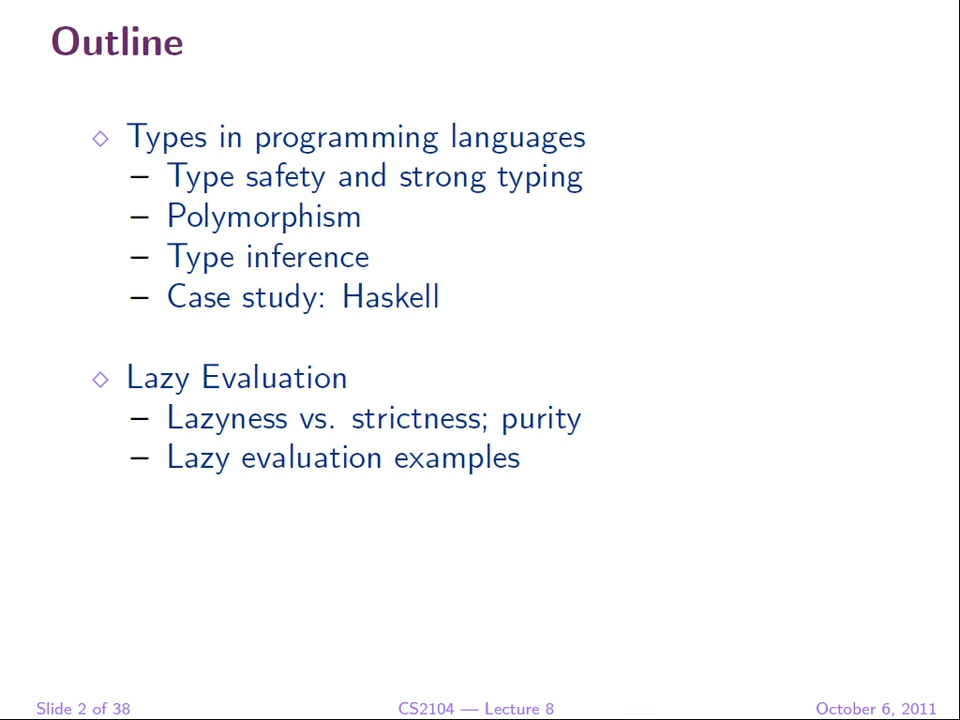 Outline
◇ Types in programming languages
– Type safety and strong typing
– Polymorphism
– Type inference
– Case study: Haskell
◇ Lazy Evaluation
– Lazyness vs. strictness; purity
– Lazy evaluation examples
Slide 2 of 38 CS2104 — Lecture 8 October 6, 2011